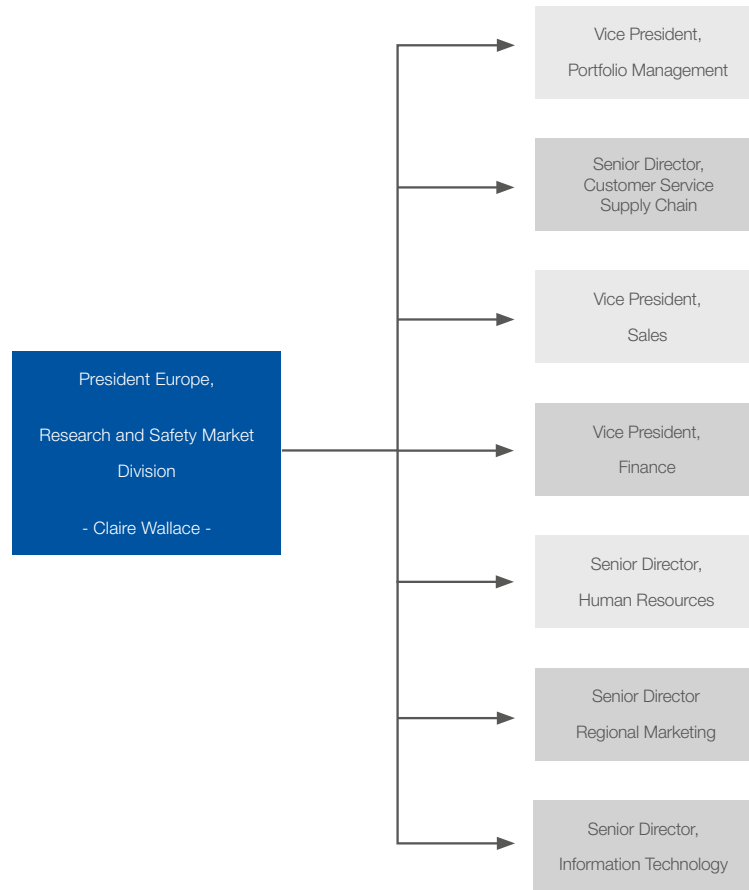 Vice President,
Portfolio Management
Senior Director,
Customer Service
Supply Chain
Vice President,
Sales
President Europe,
Research and Safety Market
Division
- Claire Wallace -
Vice President,
Finance
Senior Director,
Human Resources
Senior Director
Regional Marketing
Senior Director,
Information Technology